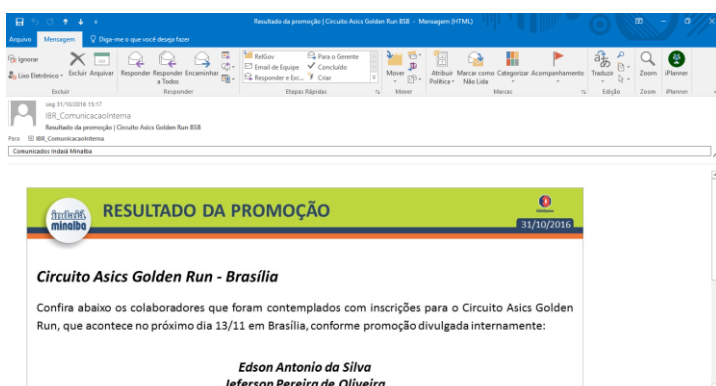 Resultado da promoção | Circuito Asics Golden Run BSB - Mensagem (HTML)
Arquivo Mensagem Diga-me o que você deseja fazer
Ignorar
Lixo Eletrônico
Excluir Arquivar
Responder Responder a Todos Encaminhar
RelGov Para o Gerente
Email de Equipe Concluído
Responder e Exc... Criar
Mover
Atribuir Política Marcar como Não Lida Categorizar Acompanhamento
Traduzir
Zoom
iPlanner
Excluir Responder Etapas Rápidas Mover Marcas Edição Zoom iPlanner
seg 31/10/2016 15:17
IBR_ComunicacaoInterna
Resultado da promoção | Circuito Asics Golden Run BSB
Para IBR_ComunicacaoInterna
Comunicados Indaiá Minalba
indaiá
minalba
RESULTADO DA PROMOÇÃO
31/10/2016
Circuito Asics Golden Run - Brasília
Confira abaixo os colaboradores que foram contemplados com inscrições para o Circuito Asics Golden
Run, que acontece no próximo dia 13/11 em Brasília, conforme promoção divulgada internamente:
Edson Antonio da Silva
Jeferson Pereira de Oliveira